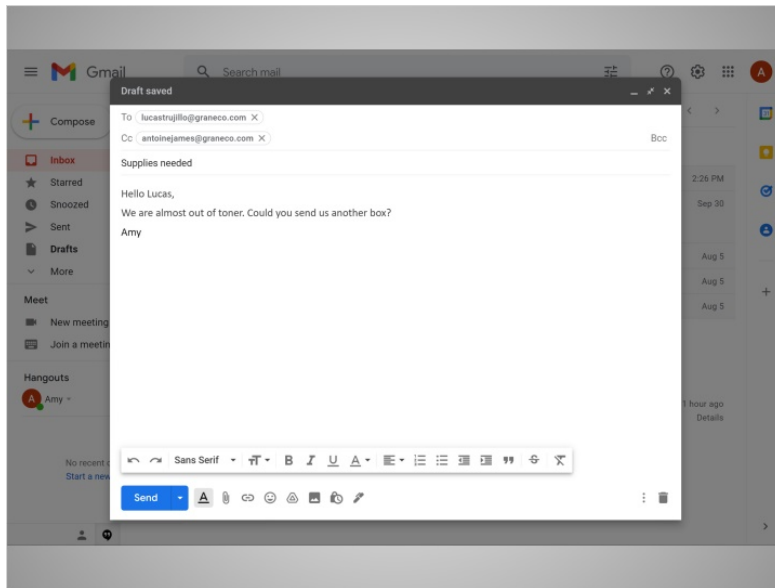 Gmail
Search mail
A
Draft saved
Compose
To lucastrujillo@graneco.com
Cc antoinejames@graneco.com Bcc
Supplies needed
Inbox
Starred
2:26 PM
Snoozed
Sep 30
Hello Lucas,
We are almost out of toner. Could you send us another box?
Amy
Sent
Drafts
Aug 5
More
Aug 5
Aug 5
Meet
New meeting
Join a meetin
Hangouts
A Amy
1 hour ago
Details
No recent c
Start a new
Sans Serif
Send